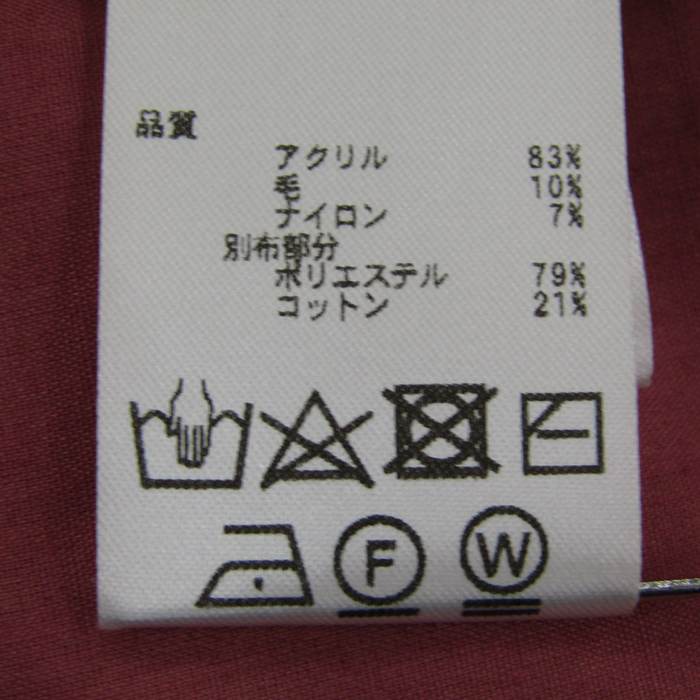 品質
アクリル 83%
毛 10%
ナイロン 7%
別布部分
ポリエステル 79%
コットン 21%
F W